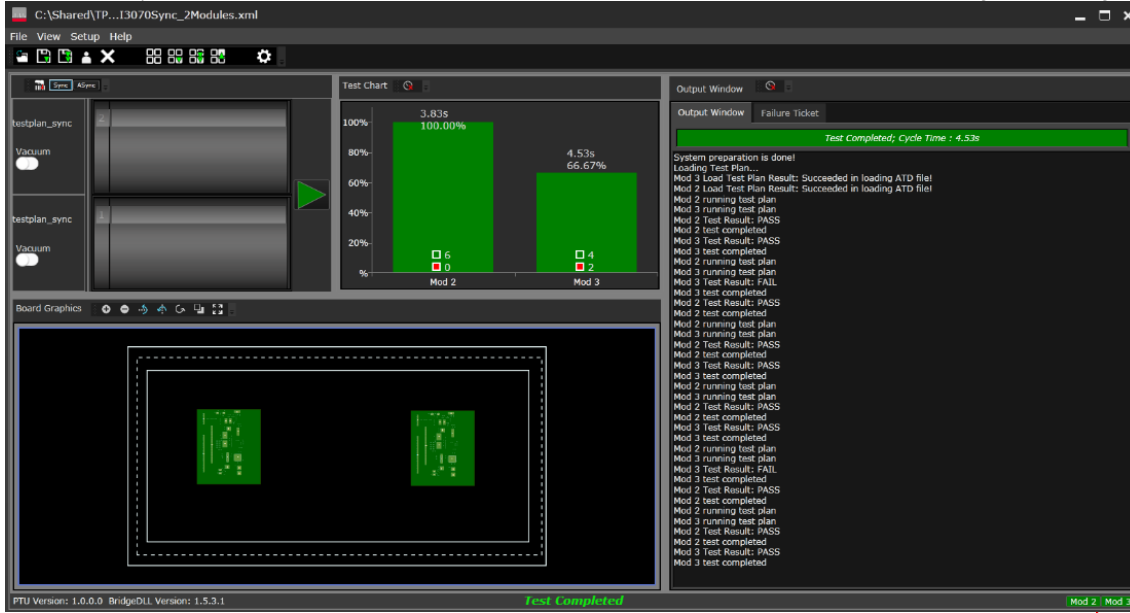 C:\Shared\TP...I3070Sync_2Modules.xml
File View Setup Help
Sync ASync
testplan_sync
Vacuum
2
testplan_sync
Vacuum
1
Test Chart
100%
80%
60%
40%
20%
%
3.83s
100.00%
6
0
Mod 2
4.53s
66.67%
4
2
Mod 3
Board Graphics
Output Window
Output Window Failure Ticket
Test Completed; Cycle Time : 4.53s
System preparation is done!
Loading Test Plan...
Mod 3 Load Test Plan Result: Succeeded in loading ATD file!
Mod 2 Load Test Plan Result: Succeeded in loading ATD file!
Mod 2 running test plan
Mod 3 running test plan
Mod 2 Test Result: PASS
Mod 2 test completed
Mod 3 Test Result: PASS
Mod 3 test completed
Mod 2 running test plan
Mod 3 running test plan
Mod 3 Test Result: FAIL
Mod 3 test completed
Mod 2 Test Result: PASS
Mod 2 test completed
Mod 2 running test plan
Mod 3 running test plan
Mod 2 Test Result: PASS
Mod 2 test completed
Mod 3 Test Result: PASS
Mod 3 test completed
Mod 2 running test plan
Mod 3 running test plan
Mod 2 Test Result: PASS
Mod 2 test completed
Mod 3 Test Result: PASS
Mod 3 test completed
Mod 2 running test plan
Mod 3 running test plan
Mod 3 Test Result: FAIL
Mod 3 test completed
Mod 2 Test Result: PASS
Mod 2 test completed
Mod 2 running test plan
Mod 3 running test plan
Mod 2 Test Result: PASS
Mod 2 test completed
Mod 3 Test Result: PASS
Mod 3 test completed
PTU Version: 1.0.0.0 BridgeDLL Version: 1.5.3.1
Test Completed
Mod 2 Mod 3